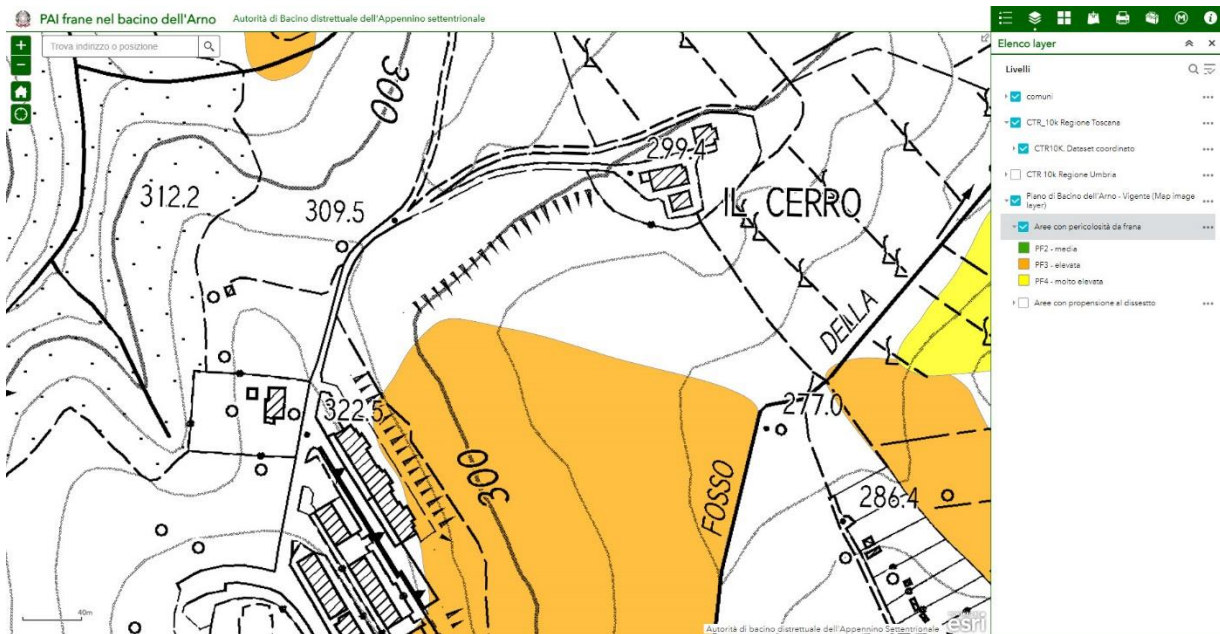 PAI frane nel bacino dell'Arno
Autorità di Bacino distrettuale dell'Appennino settentrionale
Trova indirizzo o posizione
Elenco layer
Livelli
comuni
CTR_10k Regione Toscana
CTR10K. Dataset coordinato
CTR 10k Regione Umbria
Piano di Bacino dell'Arno - Vigente (Map image layer)
Aree con pericolosità da frana
PF2 - media
PF3 - elevata
PF4 - molto elevata
Aree con propensione al dissesto
300
299.4
312.2
309.5
IL CERRO
DELLA
322.5
277.0
300
FOSSO
286.4
40m
Autorità di bacino distrettuale dell'Appennino Settentrionale
esri